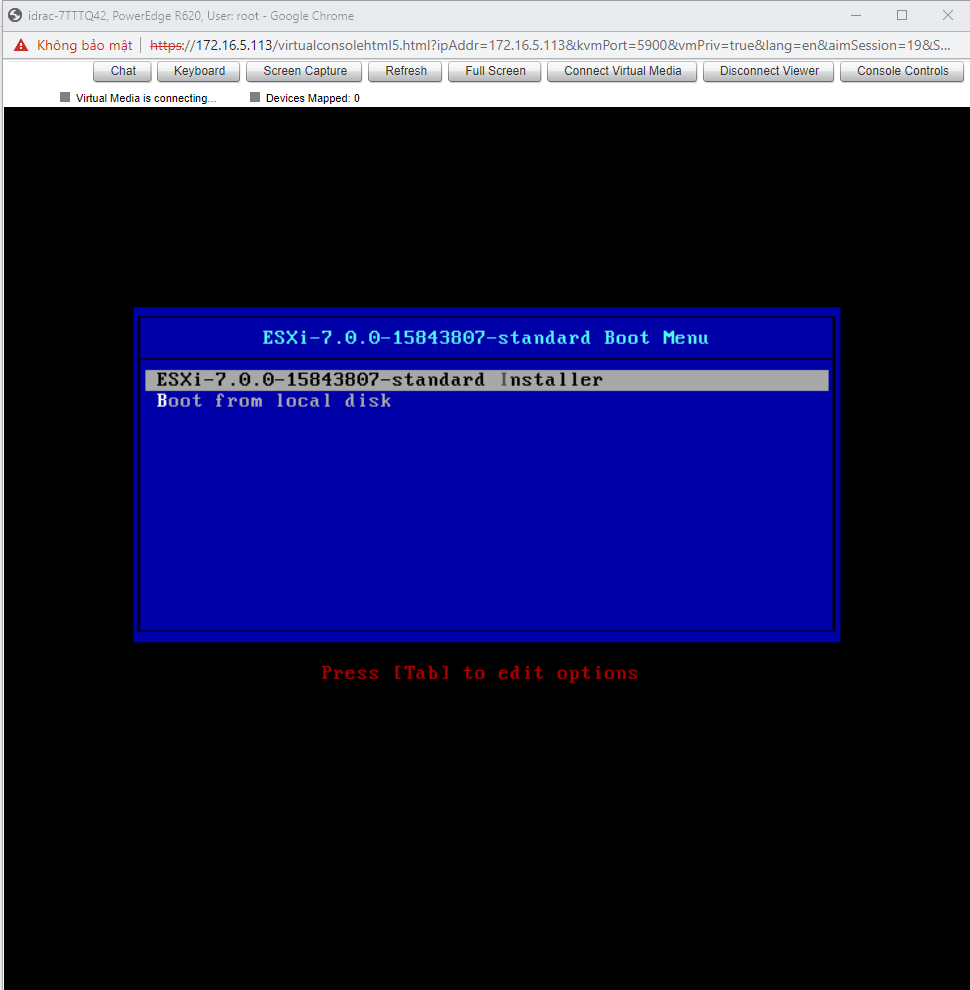 idrac-7TTTQ42, PowerEdge R620, User: root - Google Chrome
Không bảo mật | https://172.16.5.113/virtualconsolehtml5.html?ipAddr=172.16.5.113&kvmPort=5900&vmPriv=true&lang=en&aimSession=19&S...
Chat Keyboard Screen Capture Refresh Full Screen Connect Virtual Media Disconnect Viewer Console Controls
Virtual Media is connecting... Devices Mapped: 0
ESXi-7.0.0-15843807-standard Boot Menu
ESXi-7.0.0-15843807-standard Installer
Boot from local disk
Press [Tab] to edit options